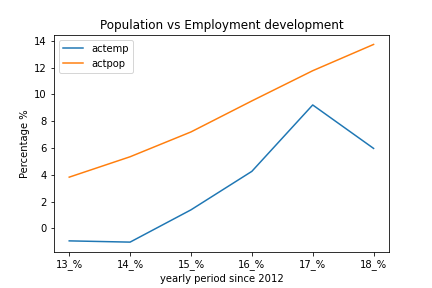 Population vs Employment development
actemp
actpop
Percentage %
14
12
10
8
6
4
2
0
13_%
14_%
15_%
16_%
17_%
18_%
yearly period since 2012